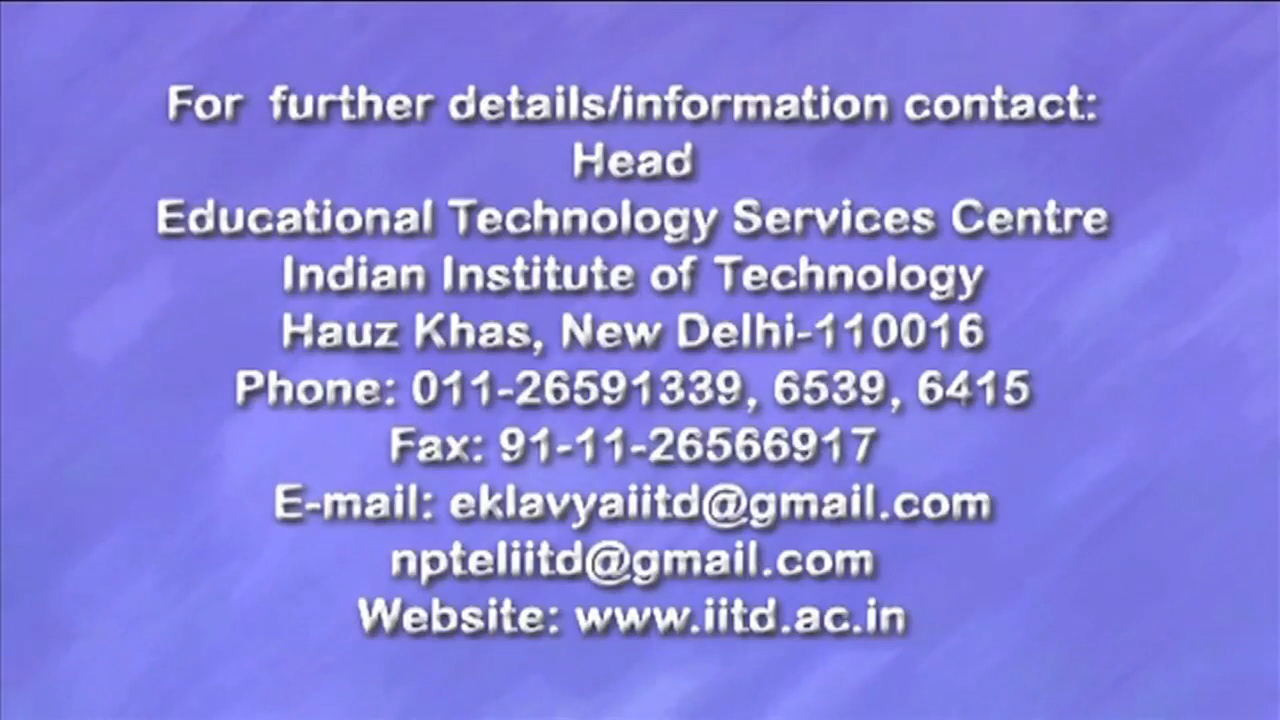 For further details/information contact:
Head
Educational Technology Services Centre
Indian Institute of Technology
Hauz Khas, New Delhi-110016
Phone: 011-26591339, 6539, 6415
Fax: 91-11-26566917
E-mail: eklavyaiitd@gmail.com
npteliitd@gmail.com
Website: www.iitd.ac.in